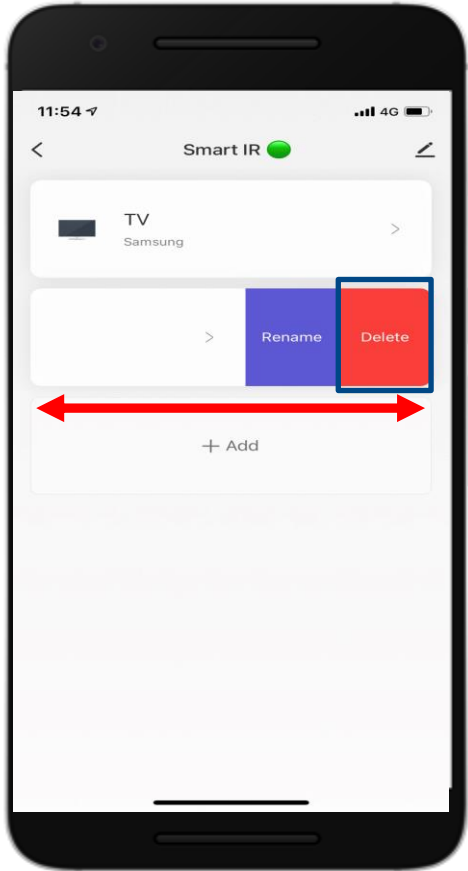 11:54 4G
Smart IR
TV
Samsung
Rename Delete
+ Add